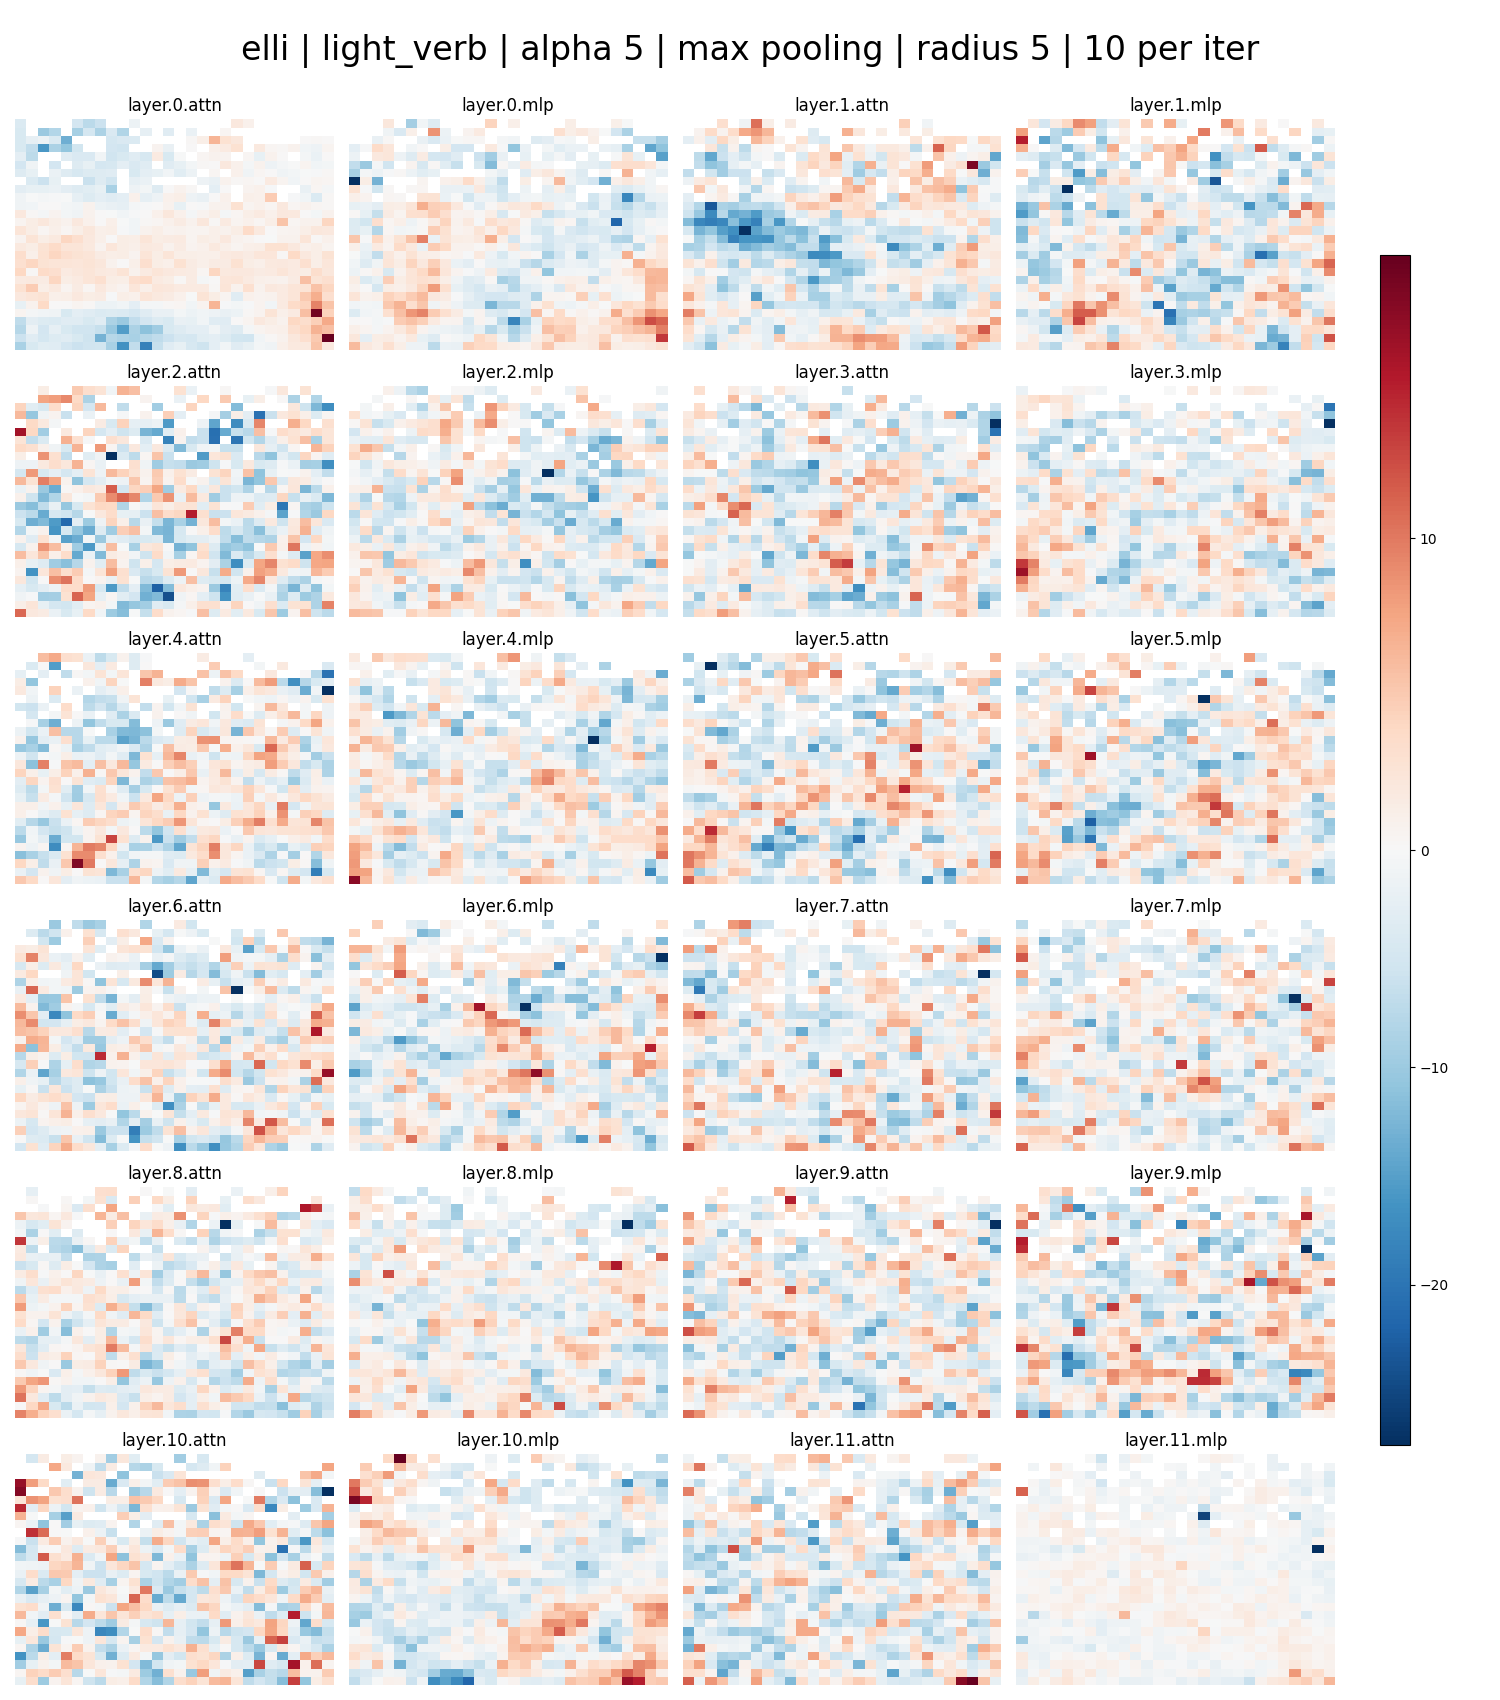 elli | light_verb | alpha 5 | max pooling | radius 5 | 10 per iter
layer.0.attn
layer.0.mlp
layer.1.attn
layer.1.mlp
layer.2.attn
layer.2.mlp
layer.3.attn
layer.3.mlp
layer.4.attn
layer.4.mlp
layer.5.attn
layer.5.mlp
layer.6.attn
layer.6.mlp
layer.7.attn
layer.7.mlp
layer.8.attn
layer.8.mlp
layer.9.attn
layer.9.mlp
layer.10.attn
layer.10.mlp
layer.11.attn
layer.11.mlp
10
0
−10
−20